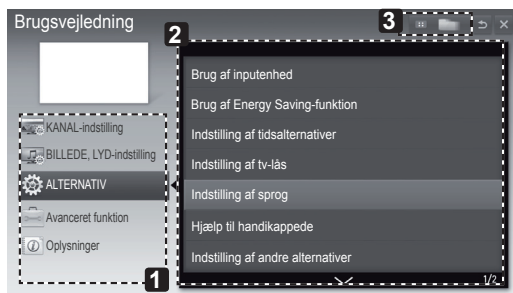 Brugsvejledning
3
2
Brug af inputenhed
Brug af Energy Saving-funktion
Indstilling af tidsalternativer
Indstilling af tv-lås
Indstilling af sprog
Hjælp til handikappede
Indstilling af andre alternativer
1/2
KANAL-indstilling
BILLEDE, LYD-indstilling
ALTERNATIV
Avanceret funktion
Oplysninger
1